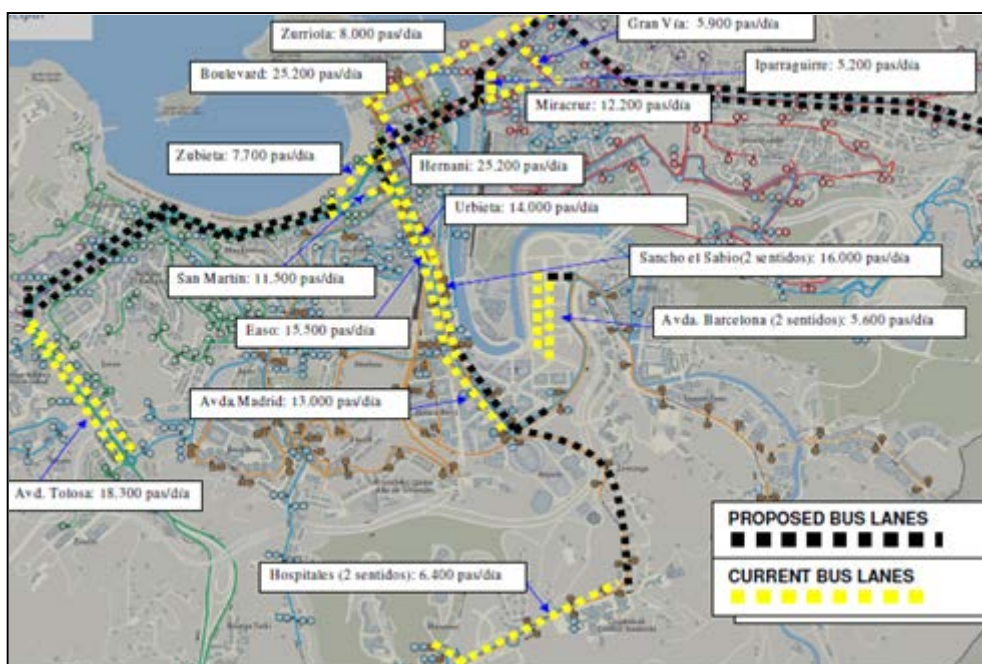 Gran Vía: 5.900 pas/día
Zurriola: 8.000 pas/día
Boulevard: 25.200 pas/día
Iparraguirre: 5.200 pas/día
Miracruz: 12.200 pas/día
Zubieta: 7.700 pas/día
Hernani: 25.200 pas/día
Urbieta: 14.000 pas/día
Sancho el Sabio(2 sentidos): 16.000 pas/día
San Martín: 11.500 pas/día
Easo: 15.500 pas/día
Avda. Barcelona (2 sentidos): 5.600 pas/día
Avda.Madrid: 13.000 pas/día
Avd. Tolosa: 18.300 pas/día
PROPOSED BUS LANES
CURRENT BUS LANES
Hospitales (2 sentidos): 6.400 pas/día